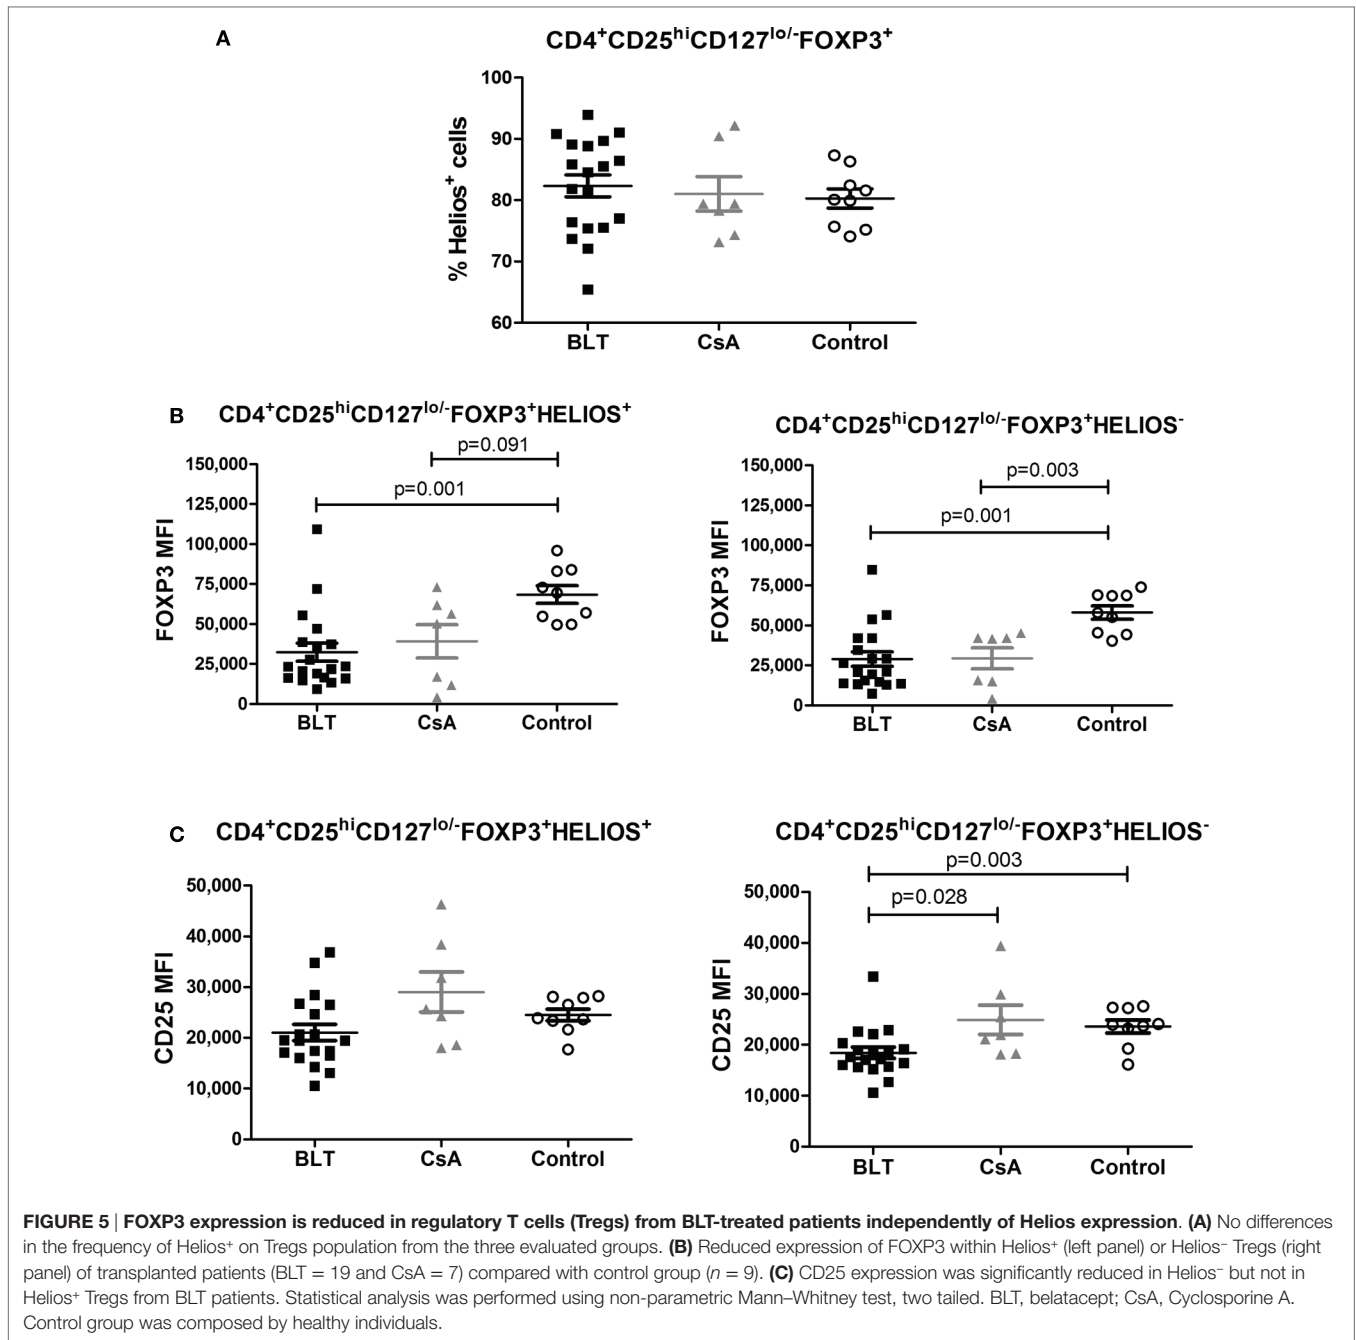 A
CD4⁺CD25ʰⁱCD127ˡᵒ/⁻FOXP3⁺
% Helios⁺ cells
100
90
80
70
60
BLT CsA Control
B
CD4⁺CD25ʰⁱCD127ˡᵒ/⁻FOXP3⁺HELIOS⁺
p=0.091
p=0.001
FOXP3 MFI
150,000
125,000
100,000
75,000
50,000
25,000
0
BLT CsA Control
CD4⁺CD25ʰⁱCD127ˡᵒ/⁻FOXP3⁺HELIOS⁻
p=0.003
p=0.001
FOXP3 MFI
150,000
125,000
100,000
75,000
50,000
25,000
0
BLT CsA Control
C
CD4⁺CD25ʰⁱCD127ˡᵒ/⁻FOXP3⁺HELIOS⁺
CD25 MFI
50,000
40,000
30,000
20,000
10,000
0
BLT CsA Control
CD4⁺CD25ʰⁱCD127ˡᵒ/⁻FOXP3⁺HELIOS⁻
p=0.003
p=0.028
CD25 MFI
50,000
40,000
30,000
20,000
10,000
0
BLT CsA Control
FIGURE 5 | FOXP3 expression is reduced in regulatory T cells (Tregs) from BLT-treated patients independently of Helios expression. (A) No differences
in the frequency of Helios⁺ on Tregs population from the three evaluated groups. (B) Reduced expression of FOXP3 within Helios⁺ (left panel) or Helios⁻ Tregs (right
panel) of transplanted patients (BLT = 19 and CsA = 7) compared with control group (n = 9). (C) CD25 expression was significantly reduced in Helios⁻ but not in
Helios⁺ Tregs from BLT patients. Statistical analysis was performed using non-parametric Mann–Whitney test, two tailed. BLT, belatacept; CsA, Cyclosporine A.
Control group was composed by healthy individuals.